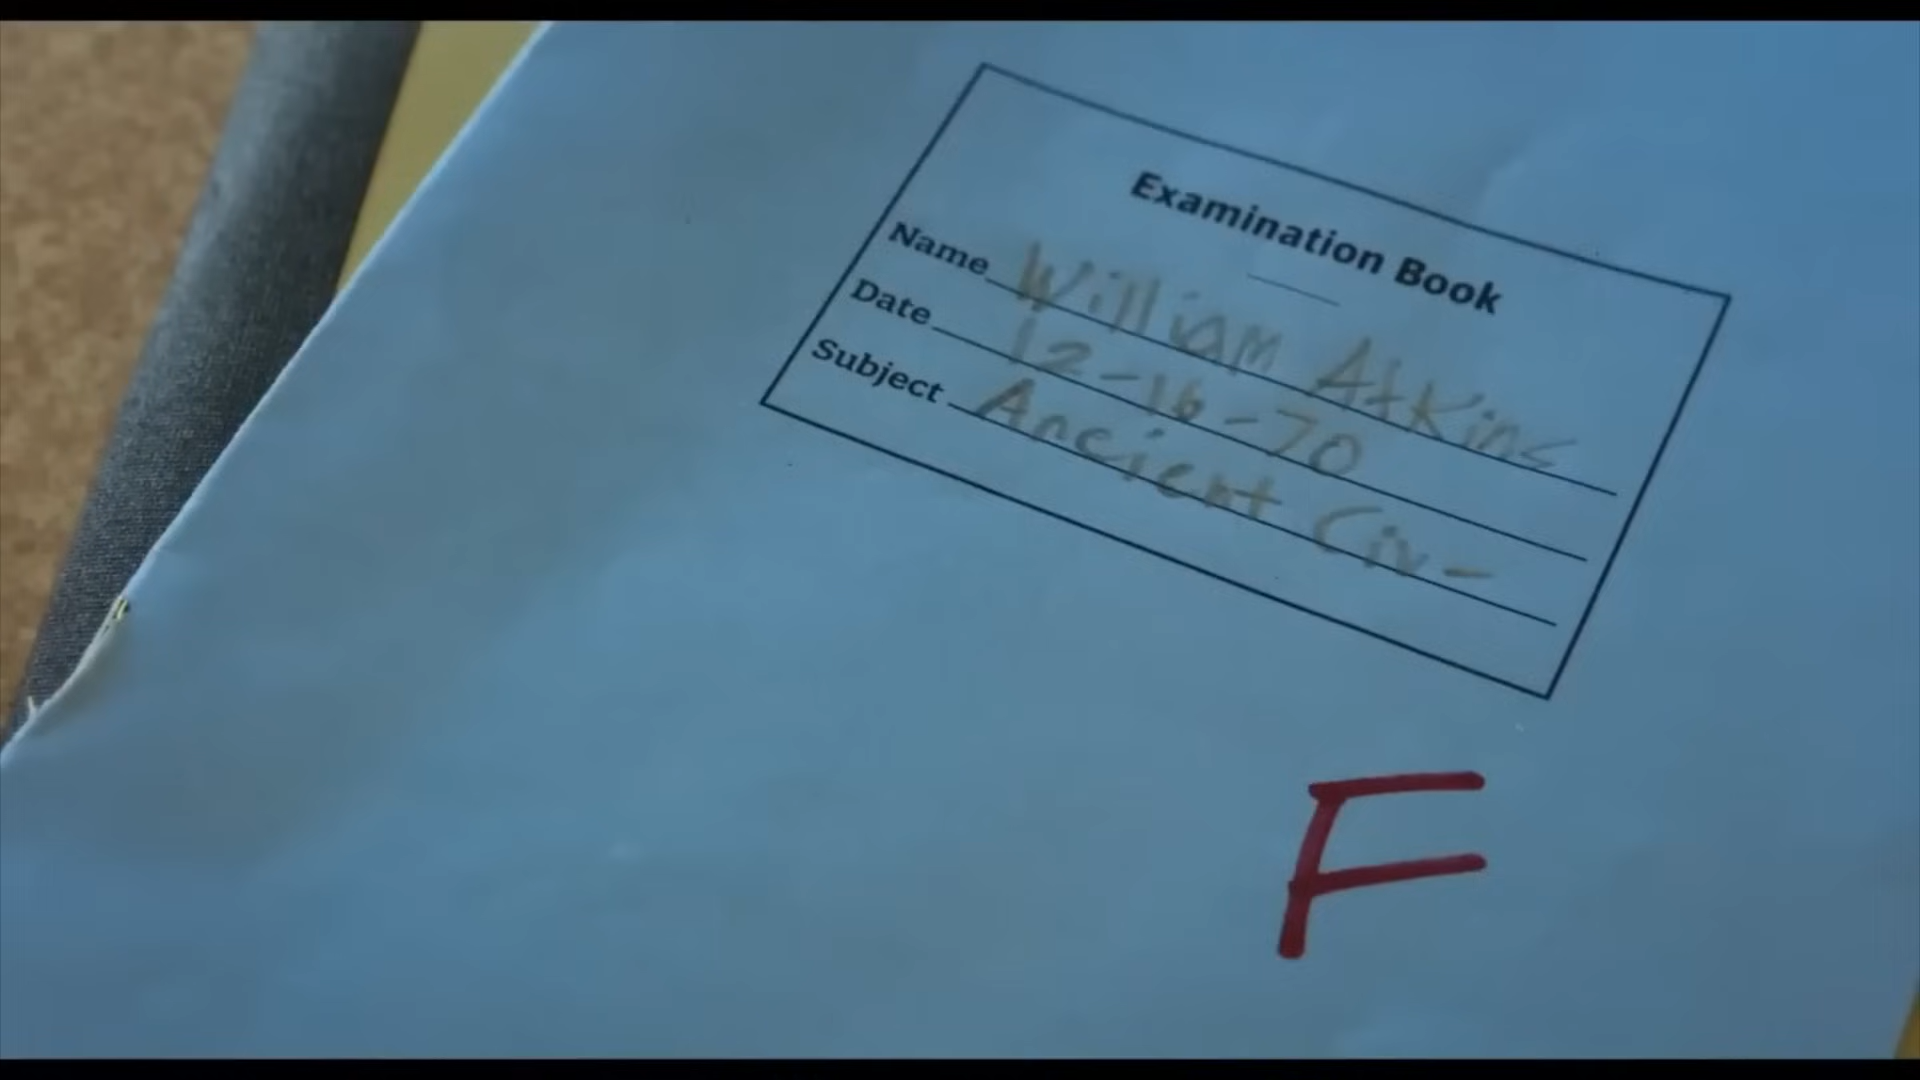 Examination Book
Name William Atkins
Date 12-16-70
Subject Ancient Civ-
F